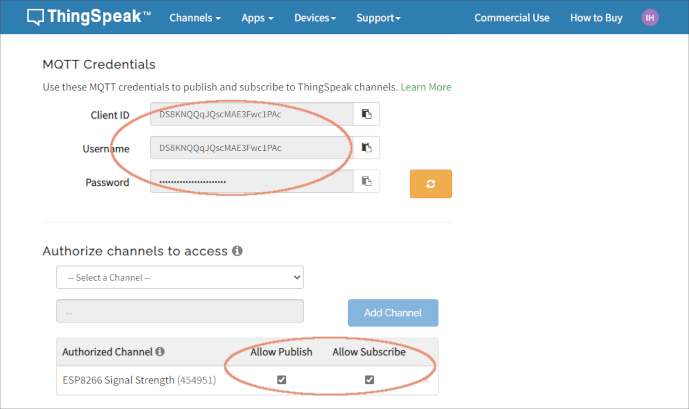 ThingSpeak™ Channels Apps Devices Support Commercial Use How to Buy IH
MQTT Credentials
Use these MQTT credentials to publish and subscribe to ThingSpeak channels. Learn More
Client ID DS8KNQQqJQscMAE3Fwc1PAc
Username DS8KNQQqJQscMAE3Fwc1PAc
Password ························
Authorize channels to access
-- Select a Channel --
... Add Channel
Authorized Channel Allow Publish Allow Subscribe
ESP8266 Signal Strength (454951)